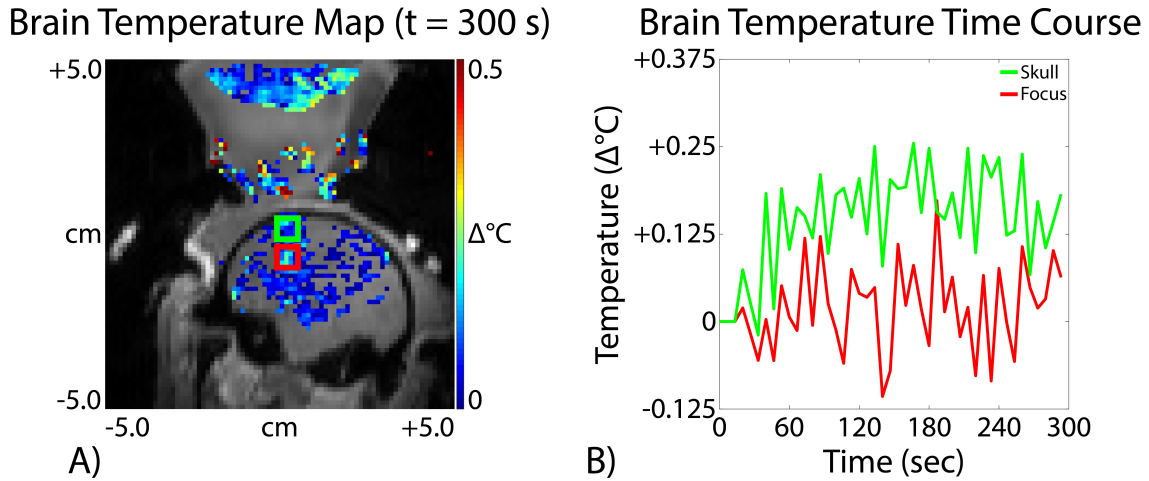 Brain Temperature Map (t = 300 s)
+5.0
cm
-5.0
-5.0
cm
+5.0
0.5
Δ°C
0
A)
Brain Temperature Time Course
+0.375
+0.25
+0.125
0
-0.125
Temperature (Δ°C)
Skull
Focus
0
60
120
180
240
300
Time (sec)
B)